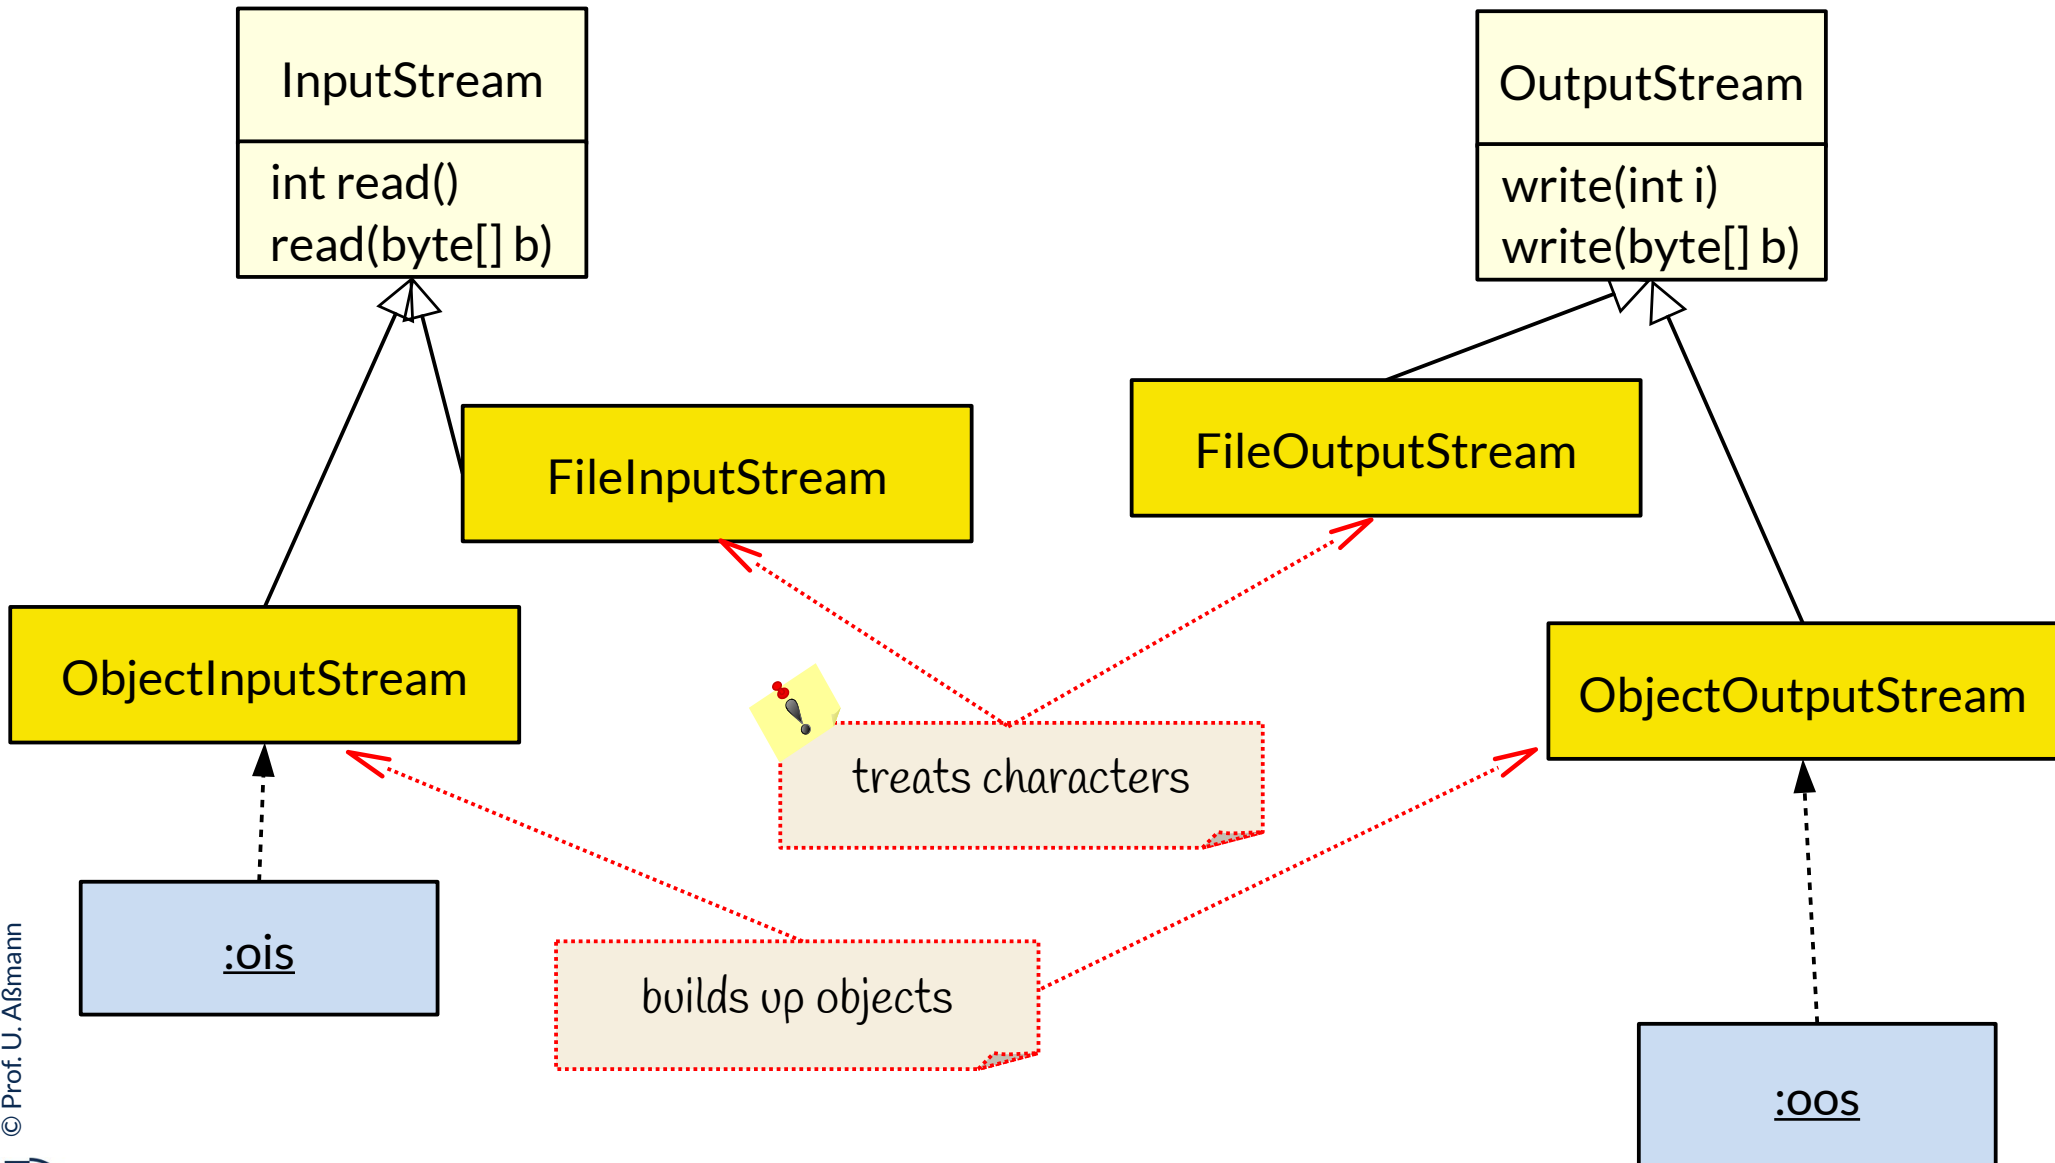 InputStream
int read()
read(byte[] b)
OutputStream
write(int i)
write(byte[] b)
FileInputStream
FileOutputStream
ObjectInputStream
ObjectOutputStream
treats characters
builds up objects
:ois
:oos
© Prof. U. Aßmann